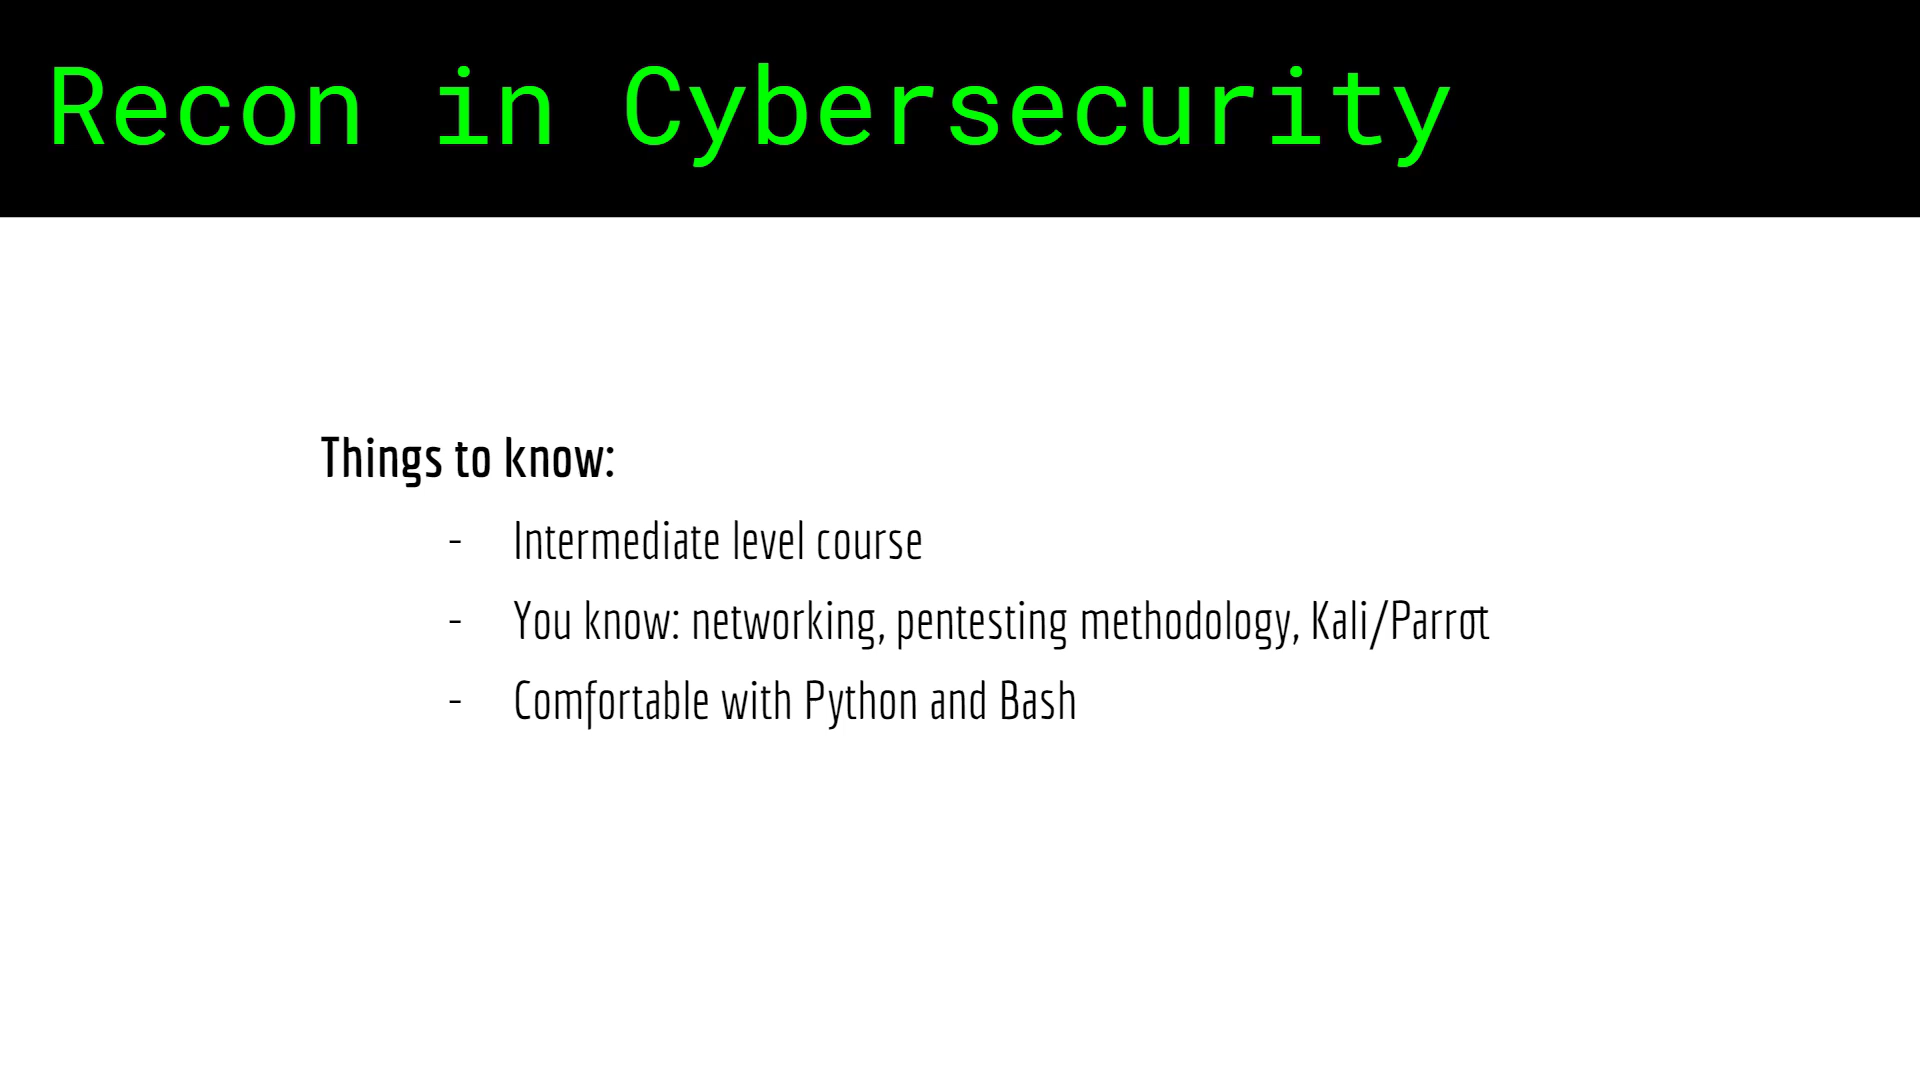 Recon in Cybersecurity
Things to know:
- Intermediate level course
- You know: networking, pentesting methodology, Kali/Parrot
- Comfortable with Python and Bash